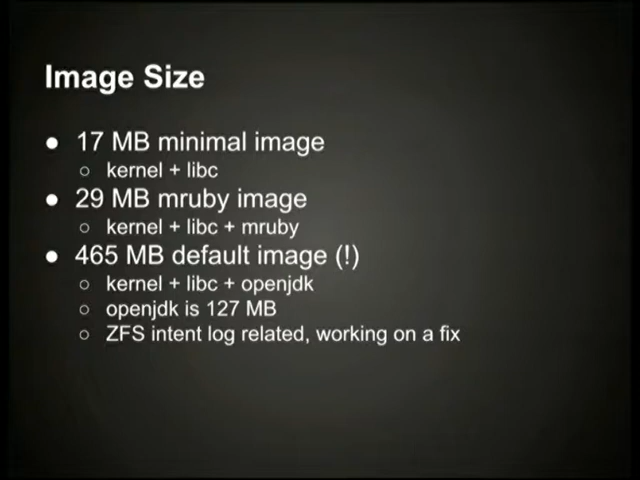 Image Size
● 17 MB minimal image
○ kernel + libc
● 29 MB mruby image
○ kernel + libc + mruby
● 465 MB default image (!)
○ kernel + libc + openjdk
○ openjdk is 127 MB
○ ZFS intent log related, working on a fix